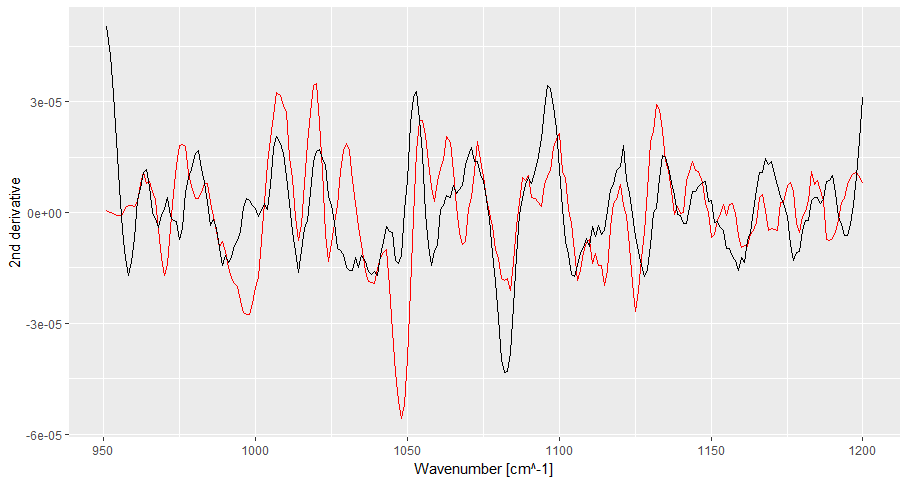 2nd derivative
3e-05
0e+00
-3e-05
-6e-05
950
1000
1050
1100
1150
1200
Wavenumber [cm^-1]